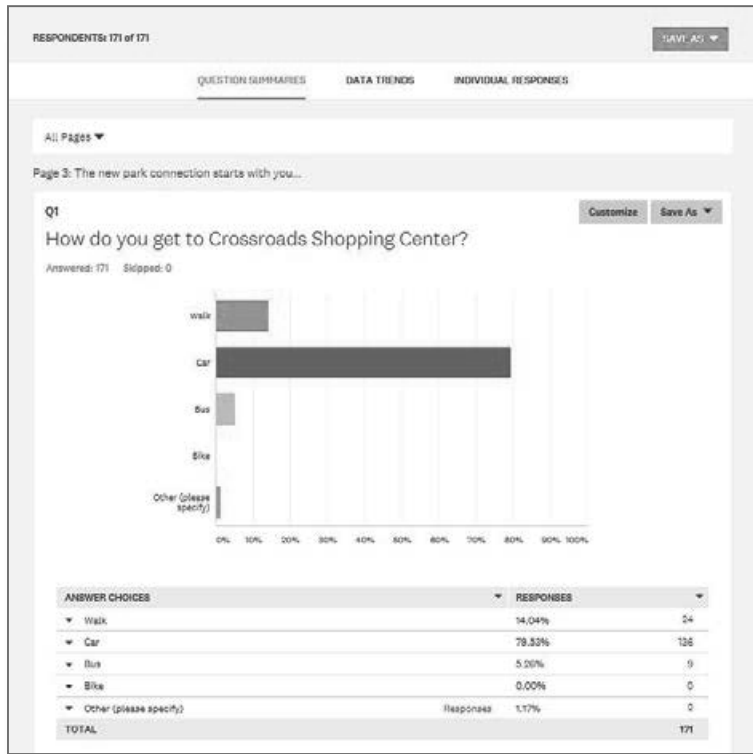 RESPONDENTS: 171 of 171
SAVE AS
QUESTION SUMMARIES DATA TRENDS INDIVIDUAL RESPONSES
All Pages
Page 3: The new park connection starts with you...
Q1
Customize Save As
How do you get to Crossroads Shopping Center?
Answered: 171 Skipped: 0
Walk
Car
Bus
Bike
Other (please
specify)
0% 10% 20% 30% 40% 50% 60% 70% 80% 90% 100%
ANSWER CHOICES RESPONSES
Walk 14.04% 24
Car 79.53% 136
Bus 5.26% 9
Bike 0.00% 0
Other (please specify) Responses 1.17%
TOTAL 171